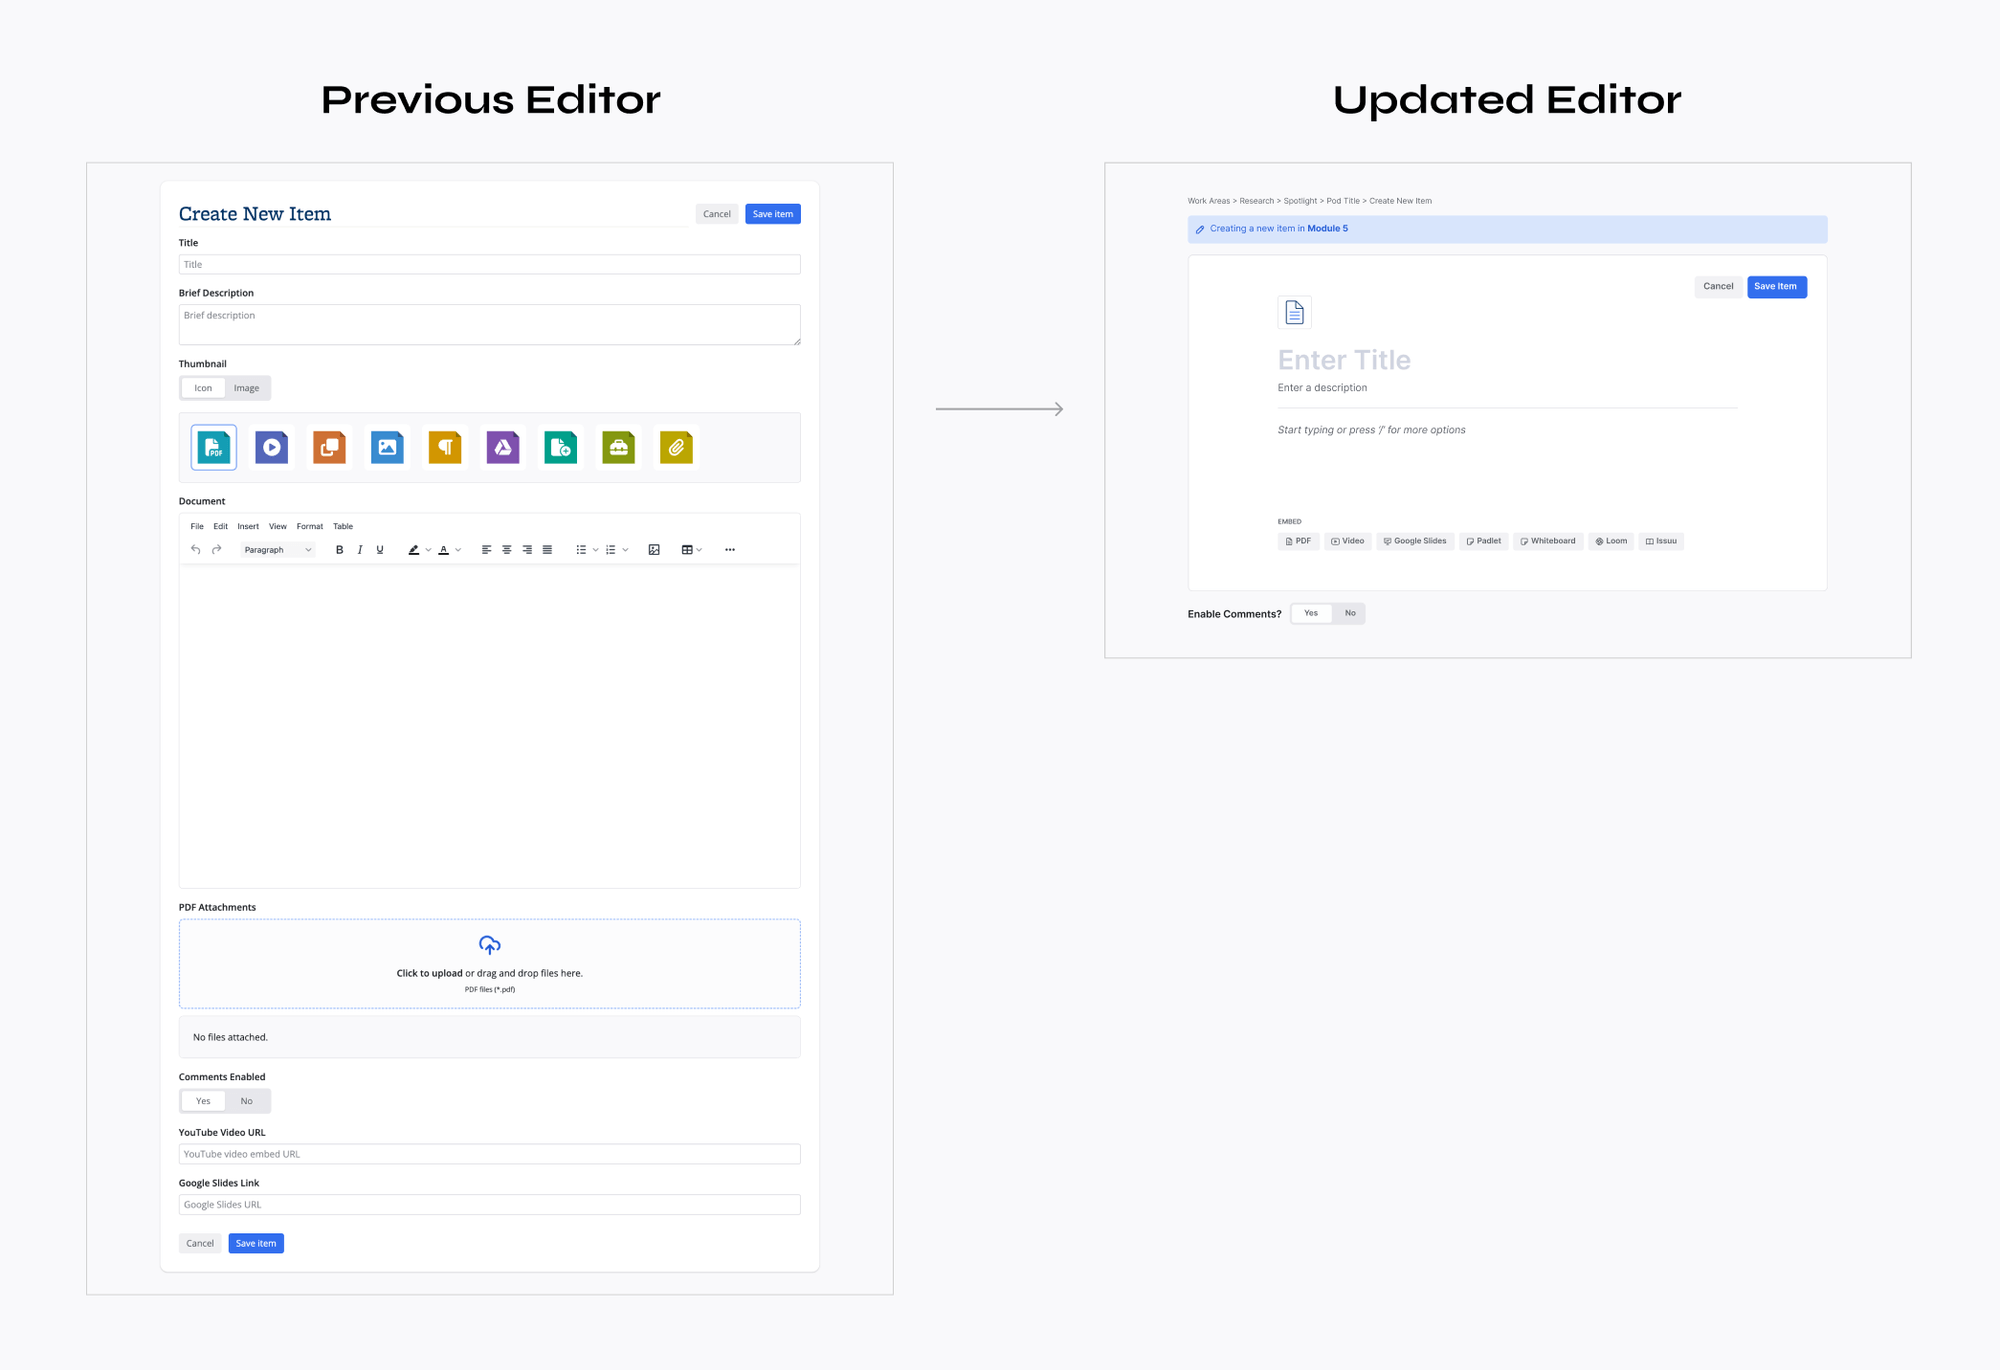 Previous Editor
Create New Item
Cancel
Save item
Title
Title
Brief Description
Brief description
Thumbnail
Icon
Image
PDF
Document
File Edit Insert View Format Table
Paragraph B I U A
PDF Attachments
Click to upload or drag and drop files here.
PDF files (*.pdf)
No files attached.
Comments Enabled
Yes
No
YouTube Video URL
YouTube video embed URL
Google Slides Link
Google Slides URL
Cancel
Save item
Updated Editor
Work Areas > Research > Spotlight > Pod Title > Create New Item
Creating a new item in Module 5
Cancel
Save Item
Enter Title
Enter a description
Start typing or press '/' for more options
EMBED
PDF Video Google Slides Padlet Whiteboard Loom Issuu
Enable Comments? Yes No